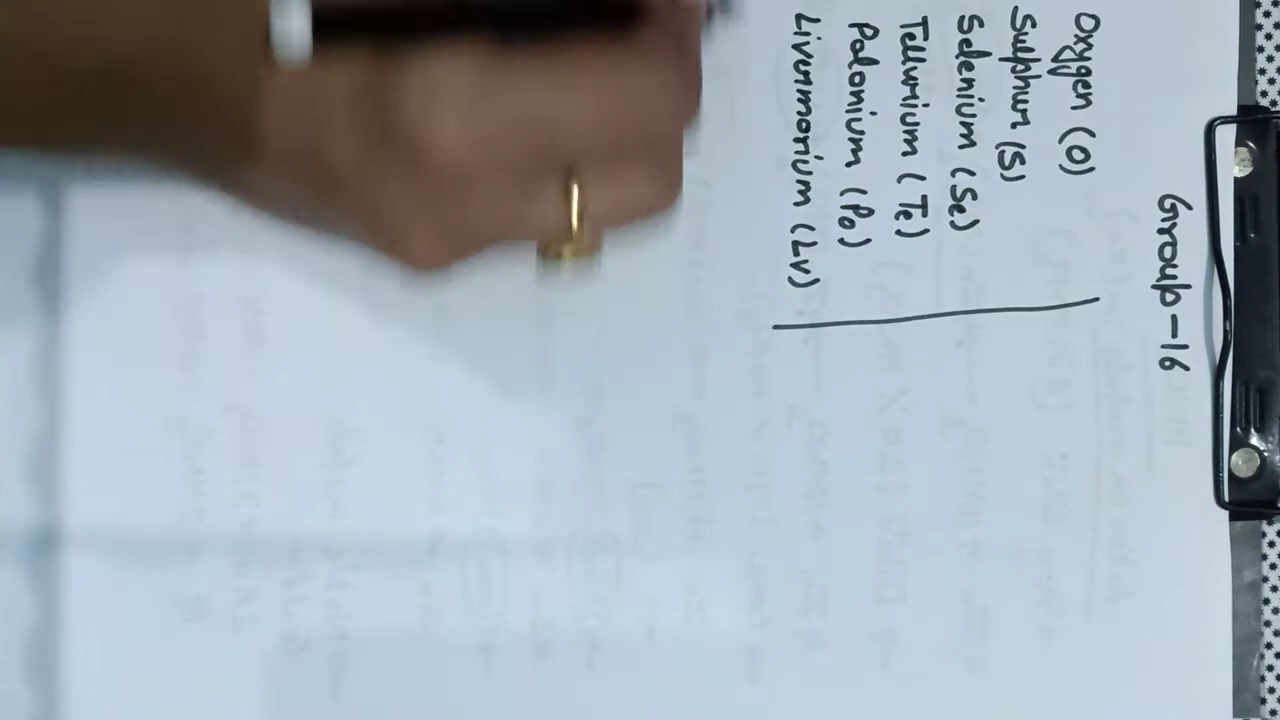 Group-16
Oxygen (O)
Sulphur (S)
Selenium (Se)
Tellurium (Te)
Polonium (Po)
Livermorium (Lv)